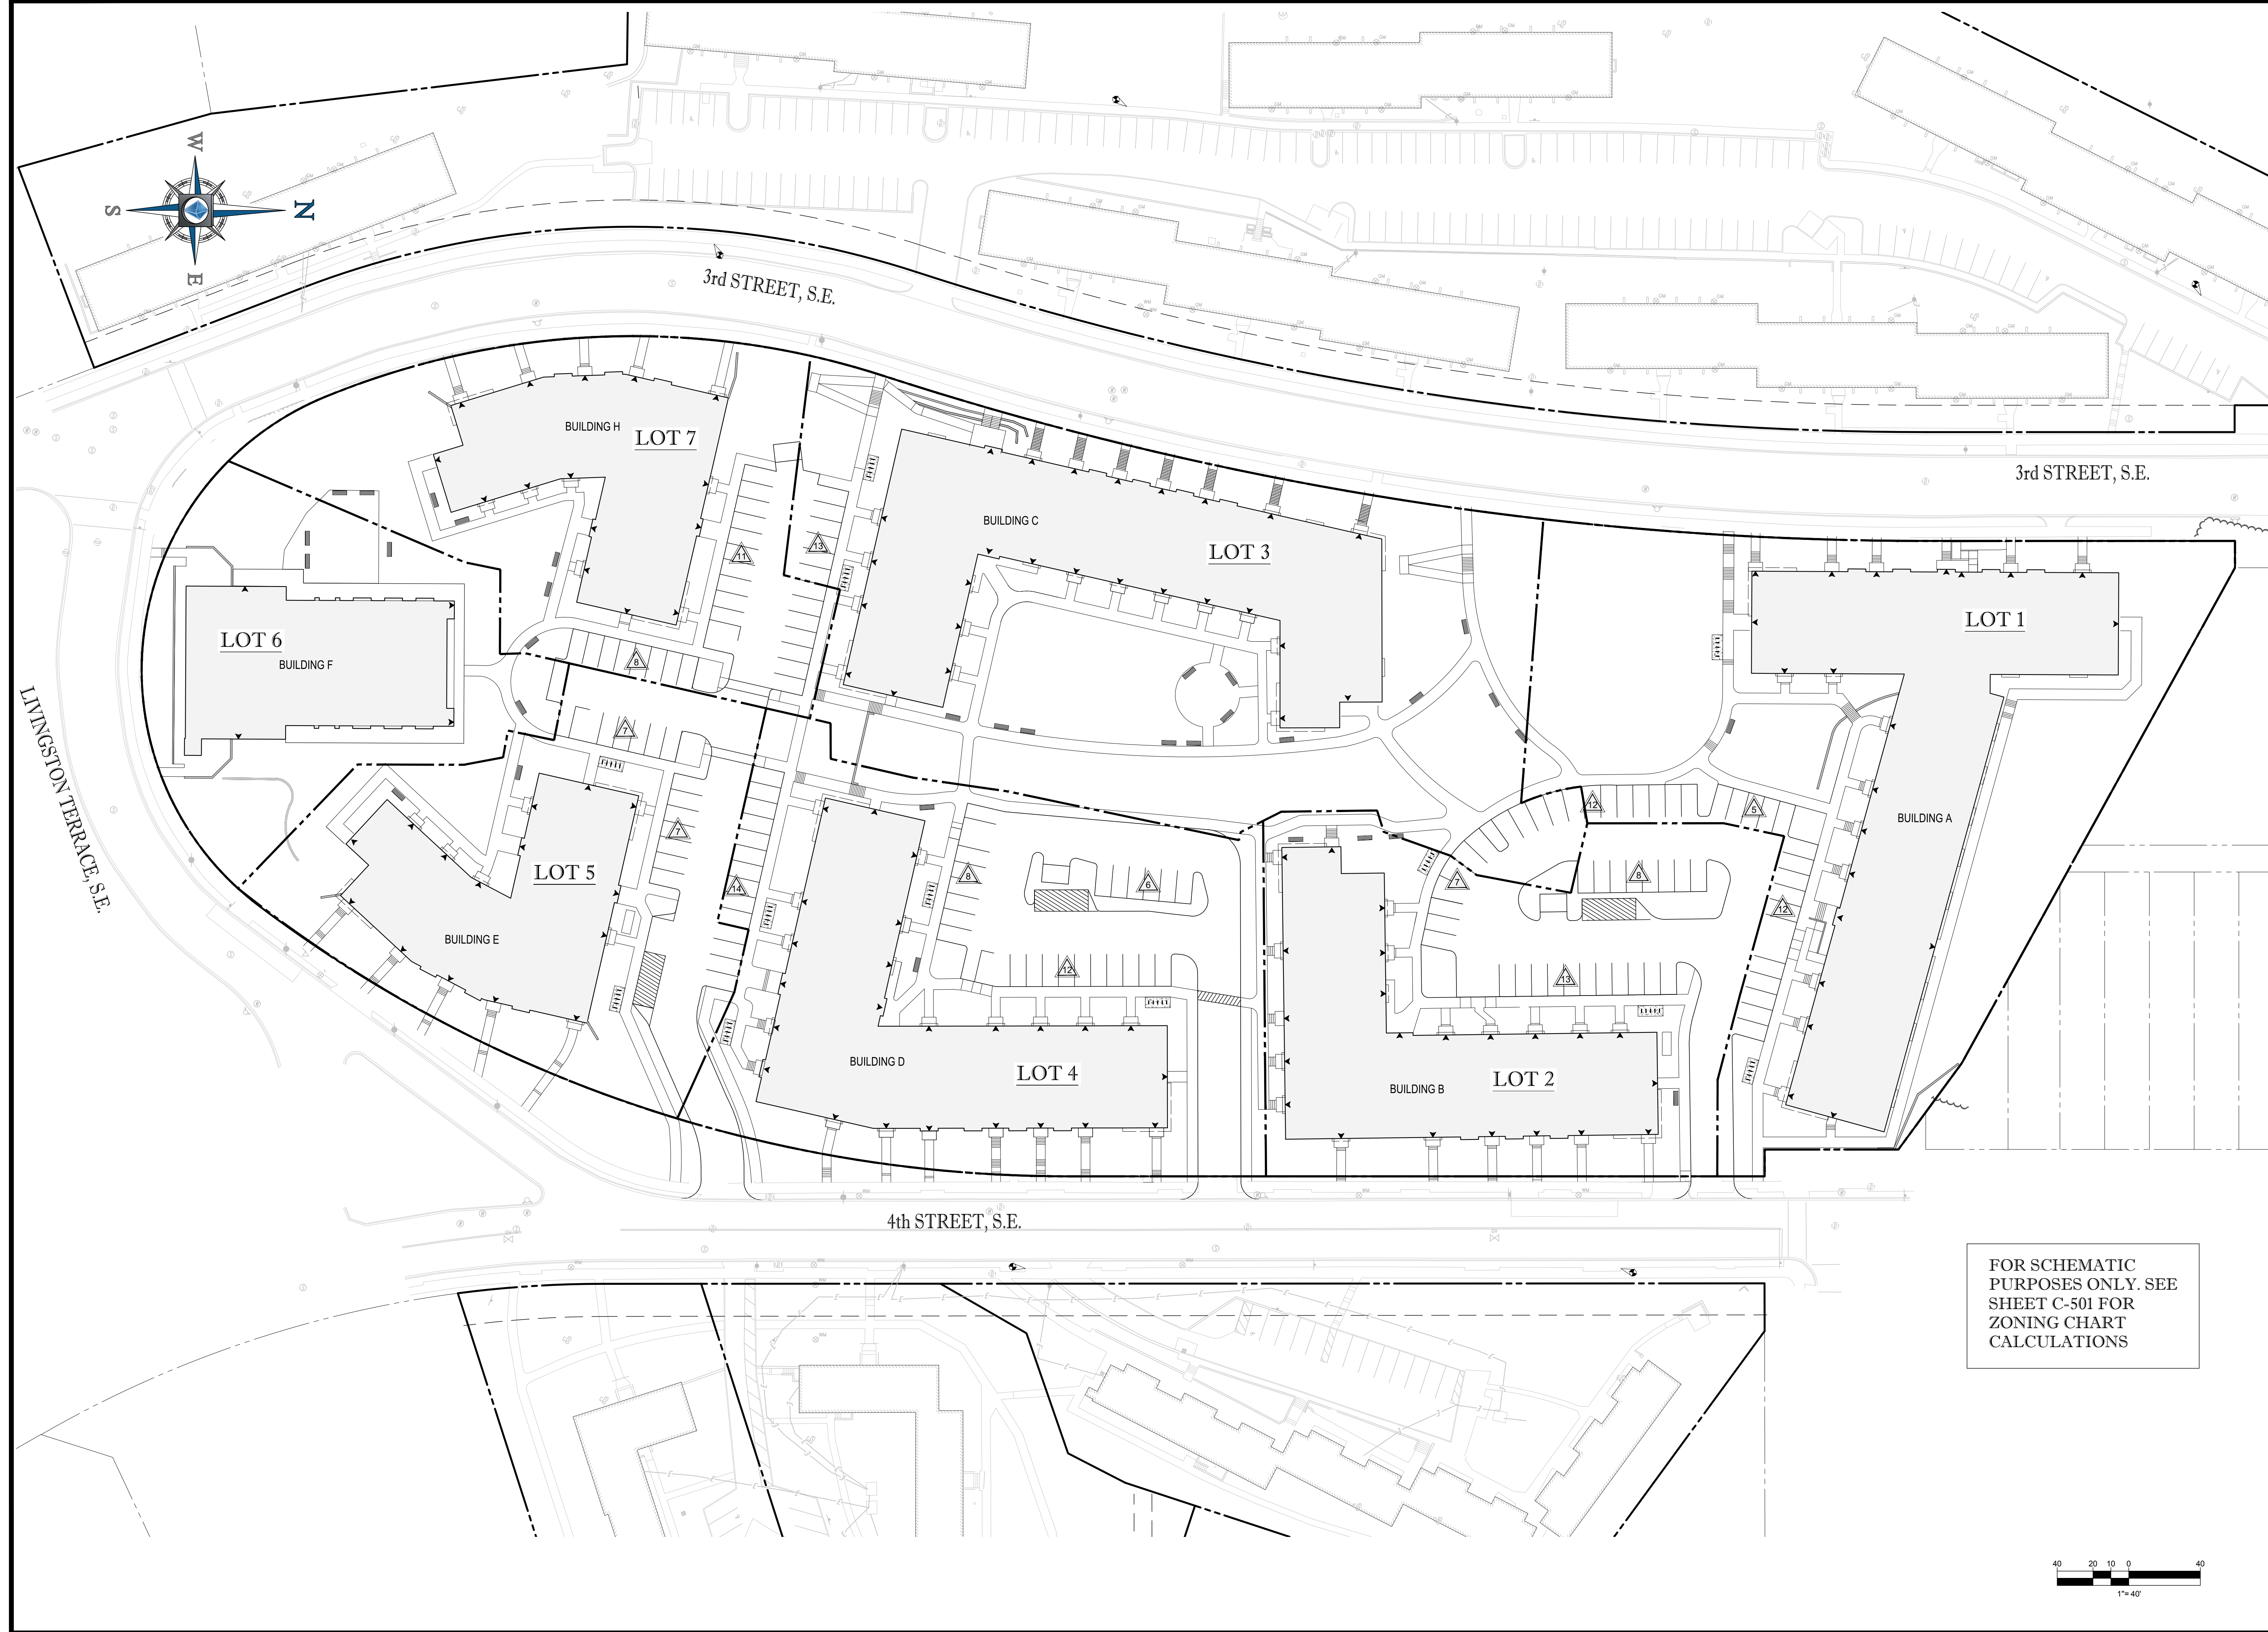 W
S
N
E
3rd STREET, S.E.
3rd STREET, S.E.
BUILDING H
LOT 7
BUILDING C
LOT 3
11
13
LOT 1
LOT 6
BUILDING F
8
7
LIVINGSTON TERRACE, S.E.
12
5
BUILDING A
7
14
LOT 5
8
6
7
8
12
BUILDING E
12
13
BUILDING D
LOT 4
BUILDING B
LOT 2
4th STREET, S.E.
FOR SCHEMATIC
PURPOSES ONLY. SEE
SHEET C-501 FOR
ZONING CHART
CALCULATIONS
40 20 10 0 40
1"= 40'